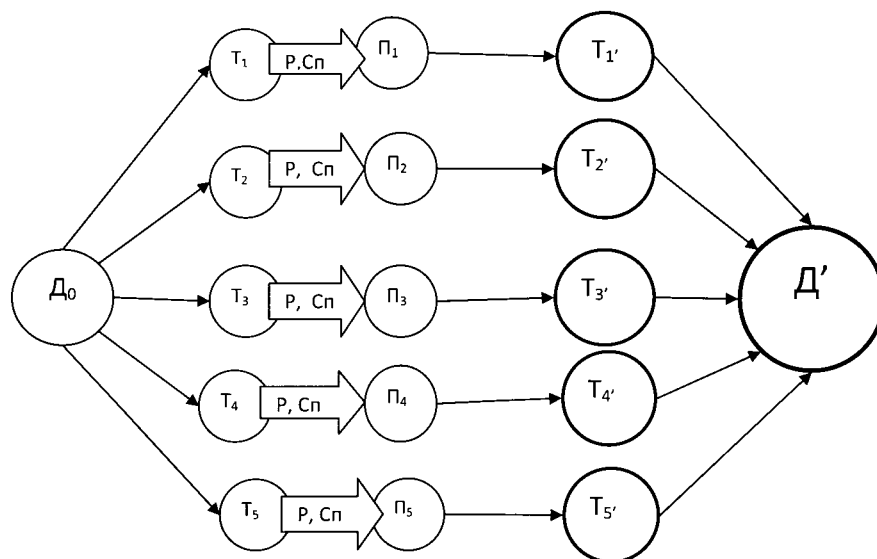 Т₁ Р,Сп П₁ Т₁'
Т₂ Р, Сп П₂ Т₂'
Д₀ Т₃ Р, Сп П₃ Т₃' Д'
Т₄ Р, Сп П₄ Т₄'
Т₅ Р, Сп П₅ Т₅'